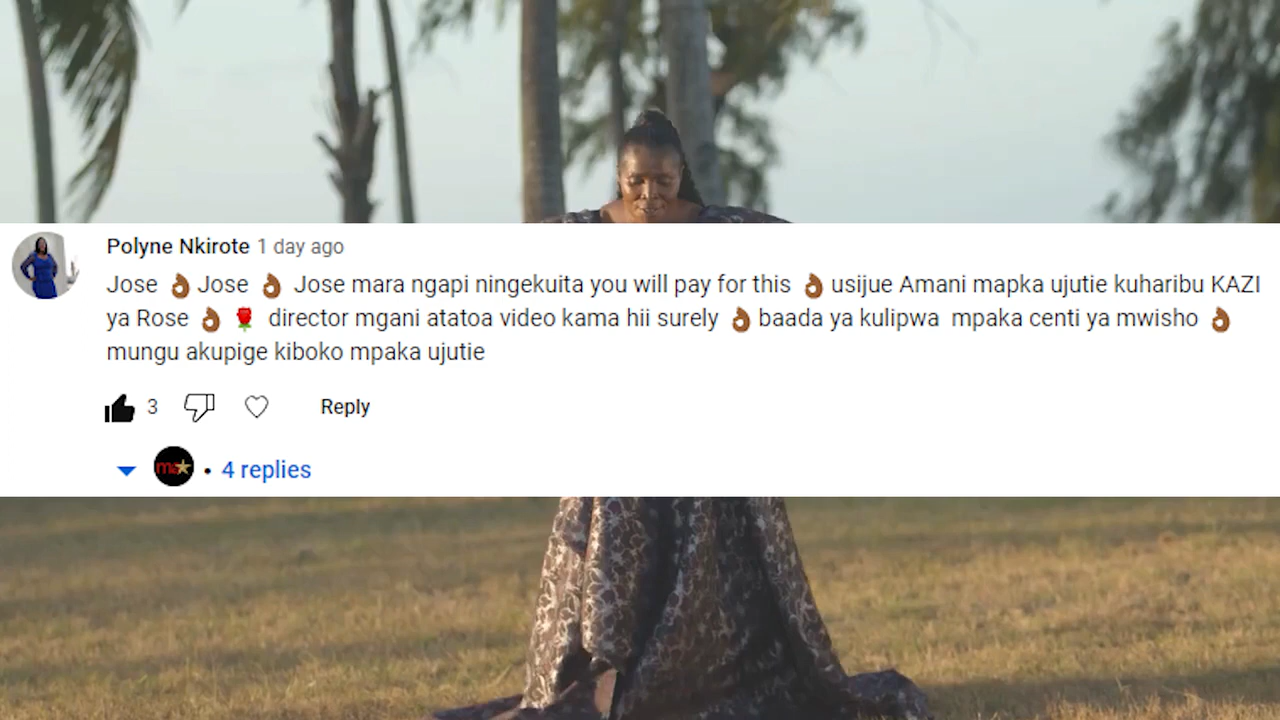 Polyne Nkirote 1 day ago
Jose 👌🏾 Jose 👌🏾 Jose mara ngapi ningekuita you will pay for this 👌🏾 usijue Amani mapka ujutie kuharibu KAZI
ya Rose 👌🏾 🌹 director mgani atatoa video kama hii surely 👌🏾 baada ya kulipwa mpaka centi ya mwisho 👌🏾
mungu akupige kiboko mpaka ujutie
3 Reply
• 4 replies